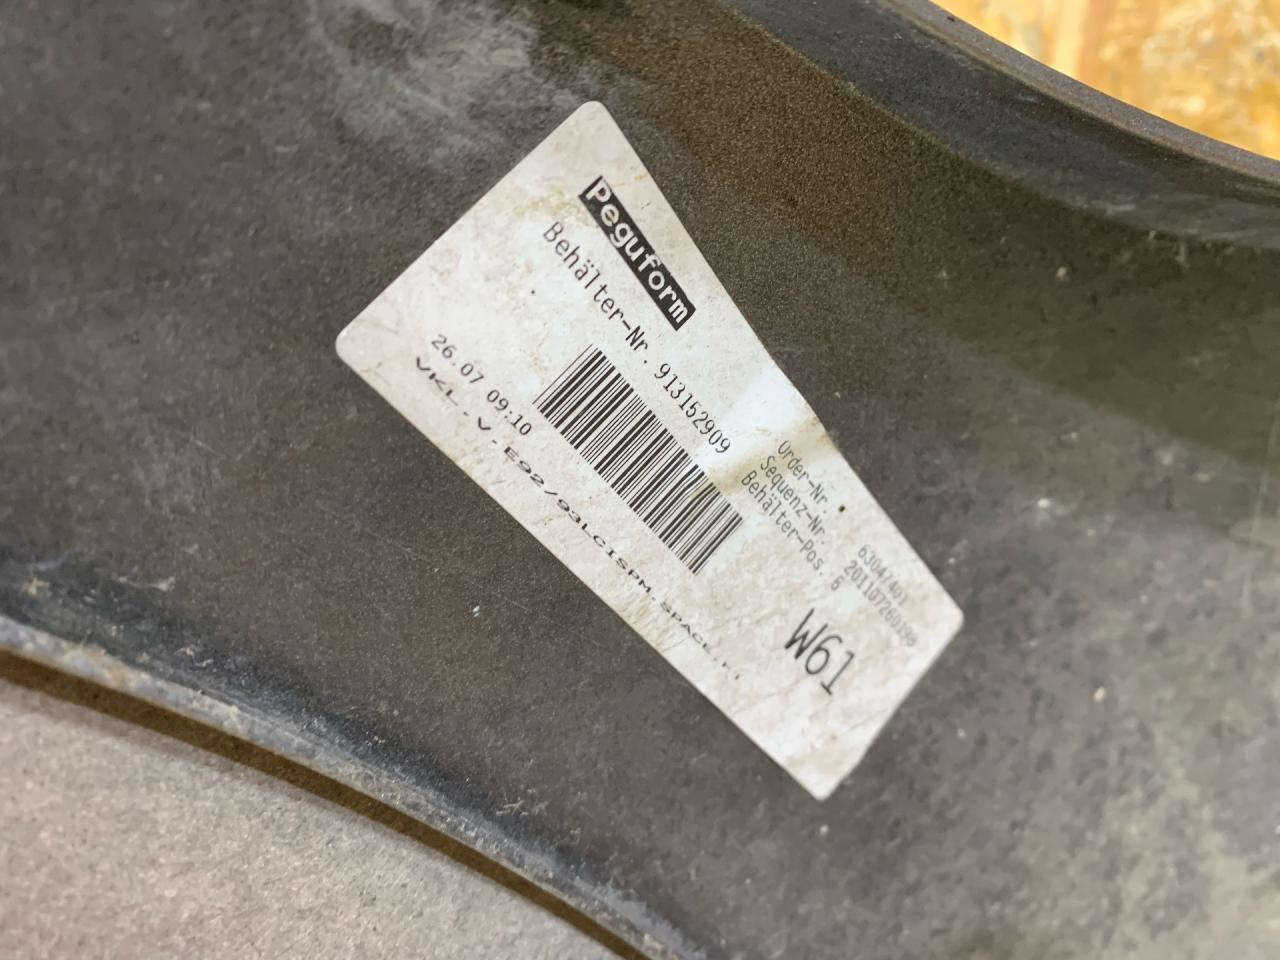 Peguform
Behälter-Nr. 913152909
26.07 09:10
VKL.V.E92/93LCISPM.SPACE.
Order-Nr. 63047401
Sequenz-Nr.
Behälter-Pos. 6
W61